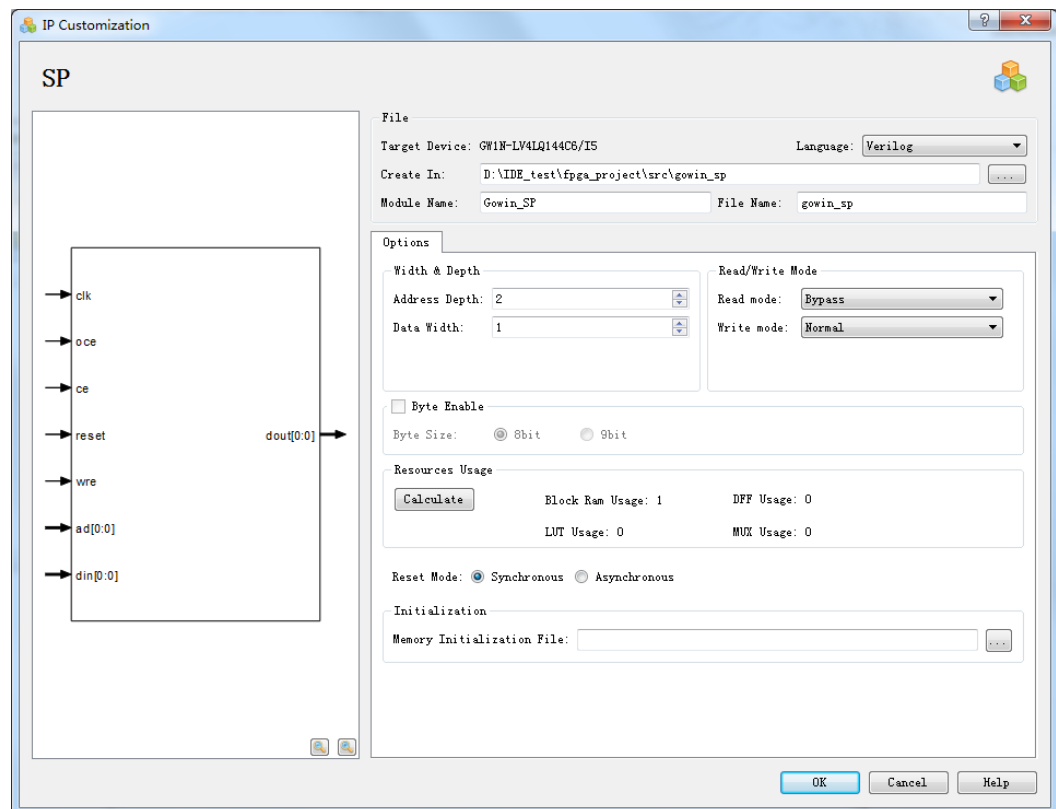 IP Customization
SP
File
Target Device: GW1N-LV4LQ144C6/I5 Language: Verilog
Create In: D:\IDE_test\fpga_project\src\gowin_sp ...
Module Name: Gowin_SP File Name: gowin_sp
Options
Width & Depth Read/Write Mode
Address Depth: 2 Read mode: Bypass
Data Width: 1 Write mode: Normal
Byte Enable
Byte Size: 8bit 9bit
Resources Usage
Calculate Block Ram Usage: 1 DFF Usage: 0
LUT Usage: 0 MUX Usage: 0
Reset Mode: Synchronous Asynchronous
Initialization
Memory Initialization File: ...
clk
oce
ce
reset dout[0:0]
wre
ad[0:0]
din[0:0]
OK Cancel Help